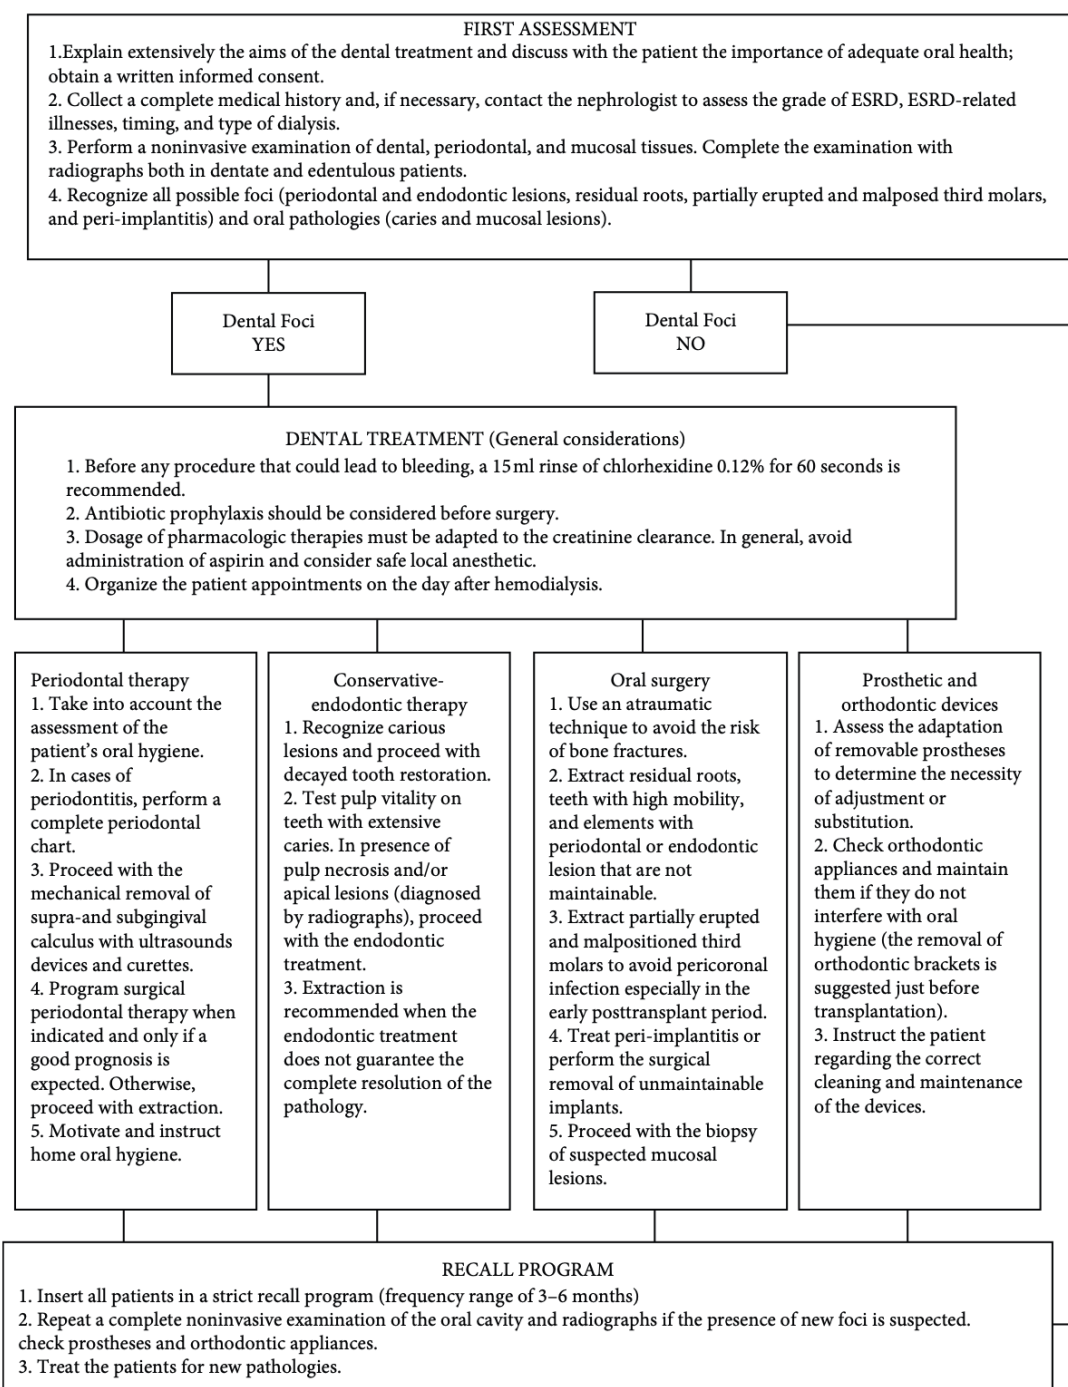 FIRST ASSESSMENT
1.Explain extensively the aims of the dental treatment and discuss with the patient the importance of adequate oral health;
obtain a written informed consent.
2. Collect a complete medical history and, if necessary, contact the nephrologist to assess the grade of ESRD, ESRD-related
illnesses, timing, and type of dialysis.
3. Perform a noninvasive examination of dental, periodontal, and mucosal tissues. Complete the examination with
radiographs both in dentate and edentulous patients.
4. Recognize all possible foci (periodontal and endodontic lesions, residual roots, partially erupted and malposed third molars,
and peri-implantitis) and oral pathologies (caries and mucosal lesions).
Dental Foci
YES
Dental Foci
NO
DENTAL TREATMENT (General considerations)
1. Before any procedure that could lead to bleeding, a 15 ml rinse of chlorhexidine 0.12% for 60 seconds is
recommended.
2. Antibiotic prophylaxis should be considered before surgery.
3. Dosage of pharmacologic therapies must be adapted to the creatinine clearance. In general, avoid
administration of aspirin and consider safe local anesthetic.
4. Organize the patient appointments on the day after hemodialysis.
Periodontal therapy
1. Take into account the
assessment of the
patient's oral hygiene.
2. In cases of
periodontitis, perform a
complete periodontal
chart.
3. Proceed with the
mechanical removal of
supra-and subgingival
calculus with ultrasounds
devices and curettes.
4. Program surgical
periodontal therapy when
indicated and only if a
good prognosis is
expected. Otherwise,
proceed with extraction.
5. Motivate and instruct
home oral hygiene.
Conservative-
endodontic therapy
1. Recognize carious
lesions and proceed with
decayed tooth restoration.
2. Test pulp vitality on
teeth with extensive
caries. In presence of
pulp necrosis and/or
apical lesions (diagnosed
by radiographs), proceed
with the endodontic
treatment.
3. Extraction is
recommended when the
endodontic treatment
does not guarantee the
complete resolution of the
pathology.
Oral surgery
1. Use an atraumatic
technique to avoid the risk
of bone fractures.
2. Extract residual roots,
teeth with high mobility,
and elements with
periodontal or endodontic
lesion that are not
maintainable.
3. Extract partially erupted
and malpositioned third
molars to avoid pericoronal
infection especially in the
early posttransplant period.
4. Treat peri-implantitis or
perform the surgical
removal of unmaintainable
implants.
5. Proceed with the biopsy
of suspected mucosal
lesions.
Prosthetic and
orthodontic devices
1. Assess the adaptation
of removable prostheses
to determine the necessity
of adjustment or
substitution.
2. Check orthodontic
appliances and maintain
them if they do not
interfere with oral
hygiene (the removal of
orthodontic brackets is
suggested just before
transplantation).
3. Instruct the patient
regarding the correct
cleaning and maintenance
of the devices.
RECALL PROGRAM
1. Insert all patients in a strict recall program (frequency range of 3–6 months)
2. Repeat a complete noninvasive examination of the oral cavity and radiographs if the presence of new foci is suspected.
check prostheses and orthodontic appliances.
3. Treat the patients for new pathologies.